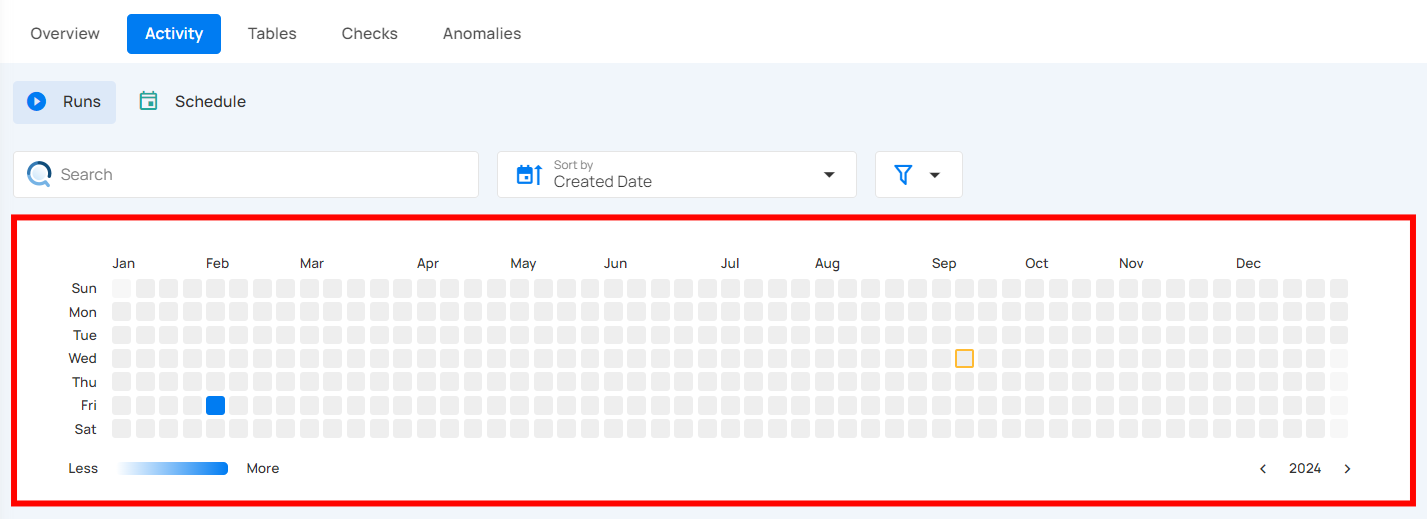 Overview Activity Tables Checks Anomalies
Runs Schedule
Search
Sort by
Created Date
Jan Feb Mar Apr May Jun Jul Aug Sep Oct Nov Dec
Sun
Mon
Tue
Wed
Thu
Fri
Sat
Less More 2024